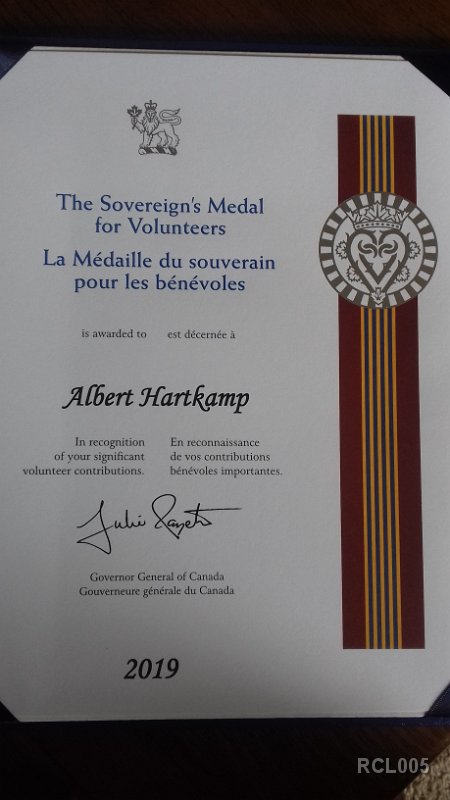 The Sovereign's Medal
for Volunteers
La Médaille du souverain
pour les bénévoles
is awarded to est décernée à
Albert Hartkamp
In recognition
of your significant
volunteer contributions.
En reconnaissance
de vos contributions
bénévoles importantes.
Julie Payette
Governor General of Canada
Gouverneure générale du Canada
2019
RCL005